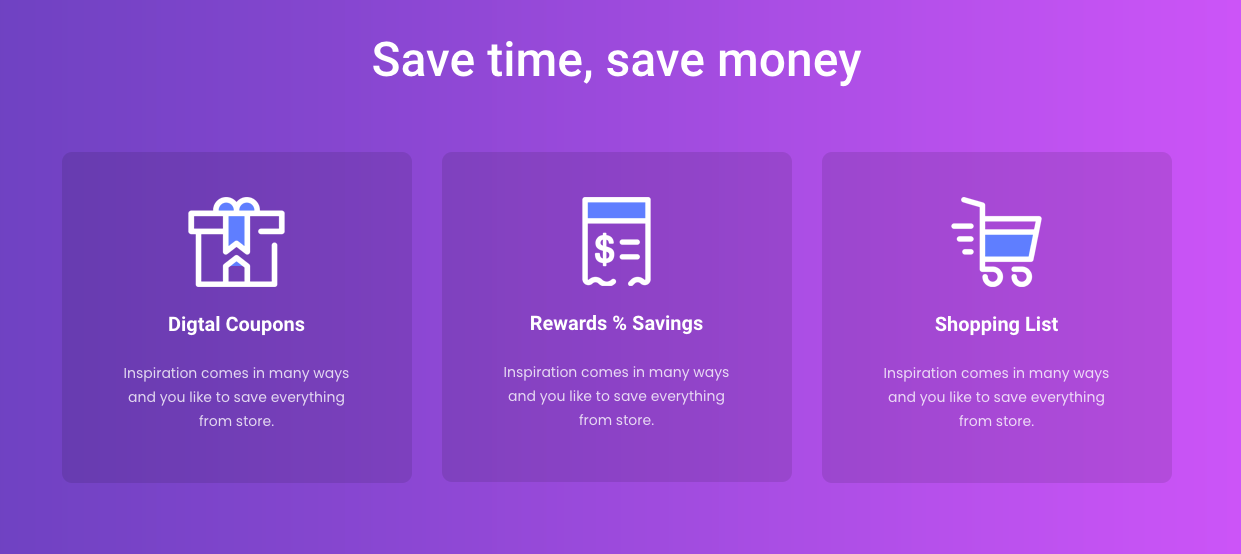 Save time, save money
$
Digtal Coupons
Inspiration comes in many ways
and you like to save everything
from store.
Rewards % Savings
Inspiration comes in many ways
and you like to save everything
from store.
Shopping List
Inspiration comes in many ways
and you like to save everything
from store.